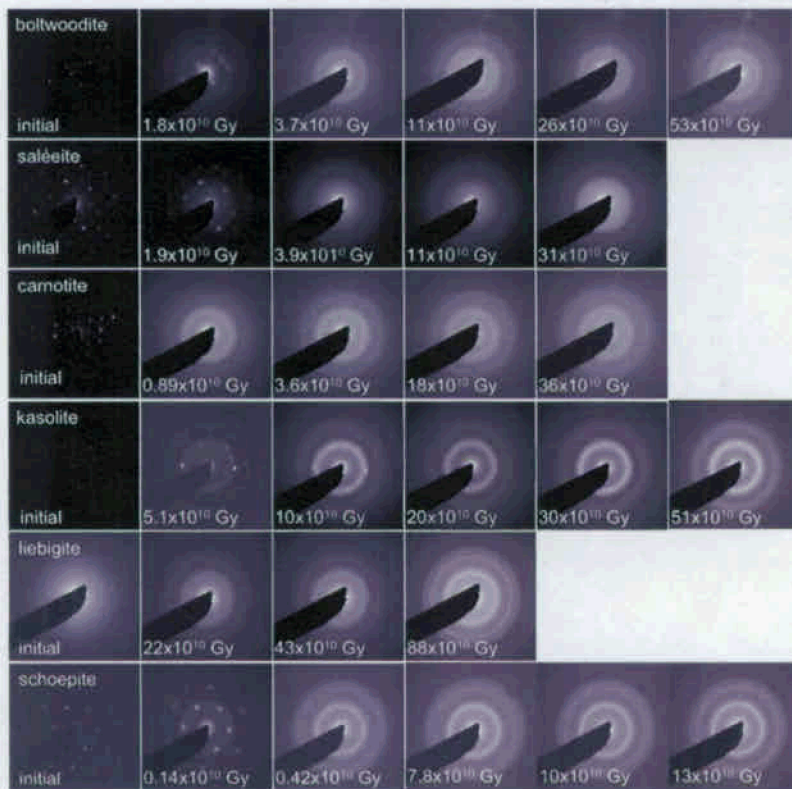 boltwoodite
initial 1.8x10¹⁰ Gy 3.7x10¹⁰ Gy 11x10¹⁰ Gy 26x10¹⁰ Gy 53x10¹⁰ Gy
saléeite
initial 1.9x10¹⁰ Gy 3.9x101⁰ Gy 11x10¹⁰ Gy 31x10¹⁰ Gy
carnotite
initial 0.89x10¹⁰ Gy 3.6x10¹⁰ Gy 18x10¹⁰ Gy 36x10¹⁰ Gy
kasolite
initial 5.1x10¹⁰ Gy 10x10¹⁰ Gy 20x10¹⁰ Gy 30x10¹⁰ Gy 51x10¹⁰ Gy
liebigite
initial 22x10¹⁰ Gy 43x10¹⁰ Gy 88x10¹⁰ Gy
schoepite
initial 0.14x10¹⁰ Gy 0.42x10¹⁰ Gy 7.8x10¹⁰ Gy 10x10¹⁰ Gy 13x10¹⁰ Gy